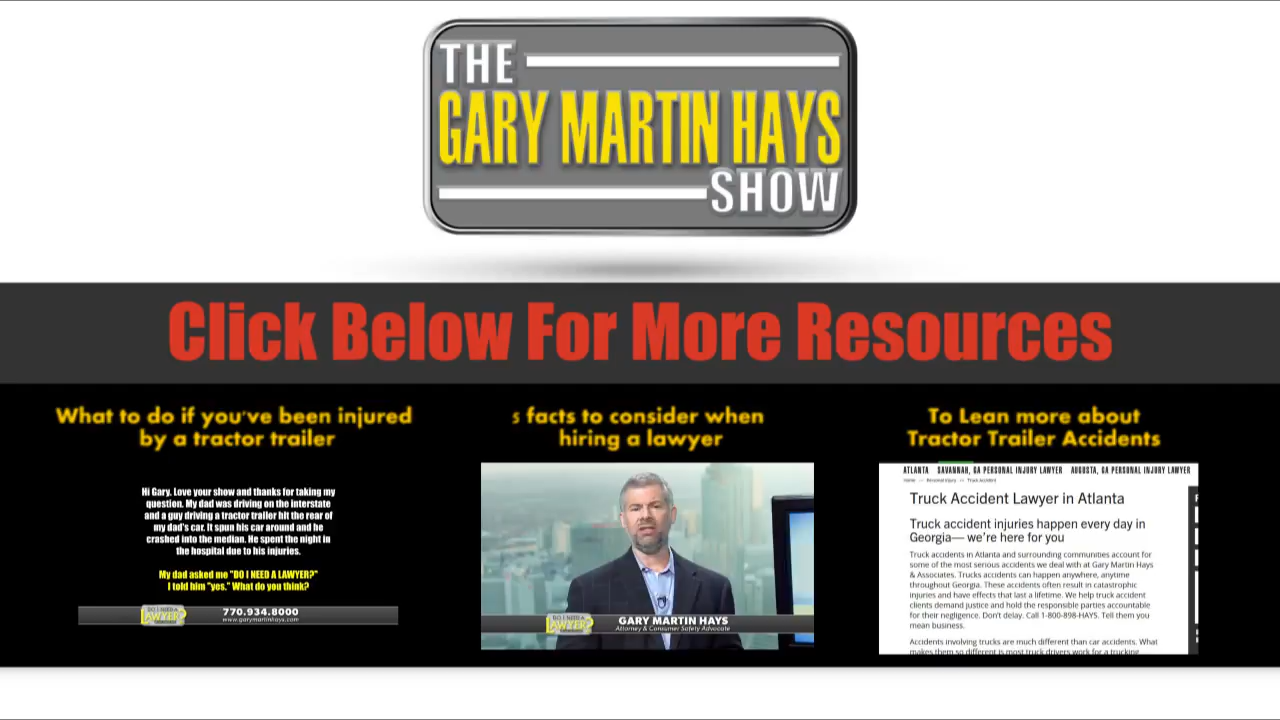 THE
GARY MARTIN HAYS
SHOW
Click Below For More Resources
What to do if you've been injured
by a tractor trailer
Hi Gary. Love your show and thanks for taking my
question. My dad was driving on the interstate
and a guy driving a tractor trailer hit the rear of
my dad's car. It spun his car around and he
crashed into the median. He spent the night in
the hospital due to his injuries.
My dad asked me "DO I NEED A LAWYER?"
I told him "yes." What do you think?
DO I NEED A
LAWYER?
770.934.8000
www.garymartinhays.com
s facts to consider when
hiring a lawyer
DO I NEED A
LAWYER?
GARY MARTIN HAYS
Attorney & Consumer Safety Advocate
To Lean more about
Tractor Trailer Accidents
ATLANTA SAVANNAH, GA PERSONAL INJURY LAWYER AUGUSTA, GA PERSONAL INJURY LAWYER
Home Personal Injury Truck Accident
Truck Accident Lawyer in Atlanta
Truck accident injuries happen every day in
Georgia— we're here for you
Truck accidents in Atlanta and surrounding communities account for
some of the most serious accidents we deal with at Gary Martin Hays
& Associates. Trucks accidents can happen anywhere, anytime
throughout Georgia. These accidents often result in catastrophic
injuries and have effects that last a lifetime. We help truck accident
clients demand justice and hold the responsible parties accountable
for their negligence. Don't delay. Call 1-800-898-HAYS. Tell them you
mean business.
Accidents involving trucks are much different than car accidents. What
makes them so different is most truck drivers work for a trucking